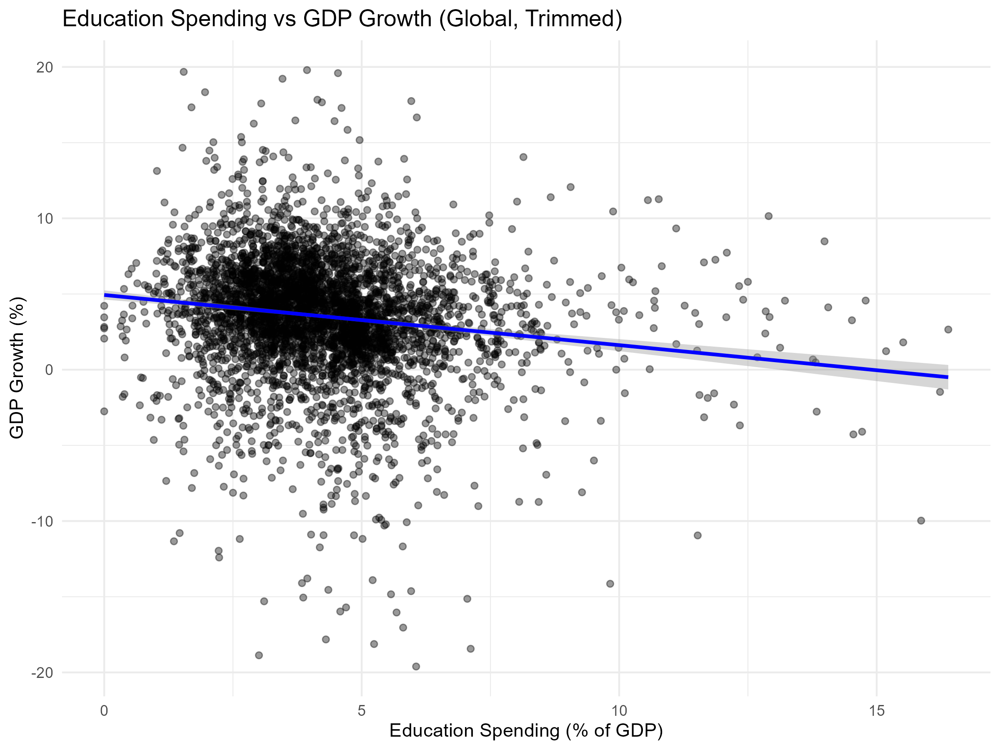 Education Spending vs GDP Growth (Global, Trimmed)
GDP Growth (%)
20
10
0
-10
-20
0 5 10 15
Education Spending (% of GDP)